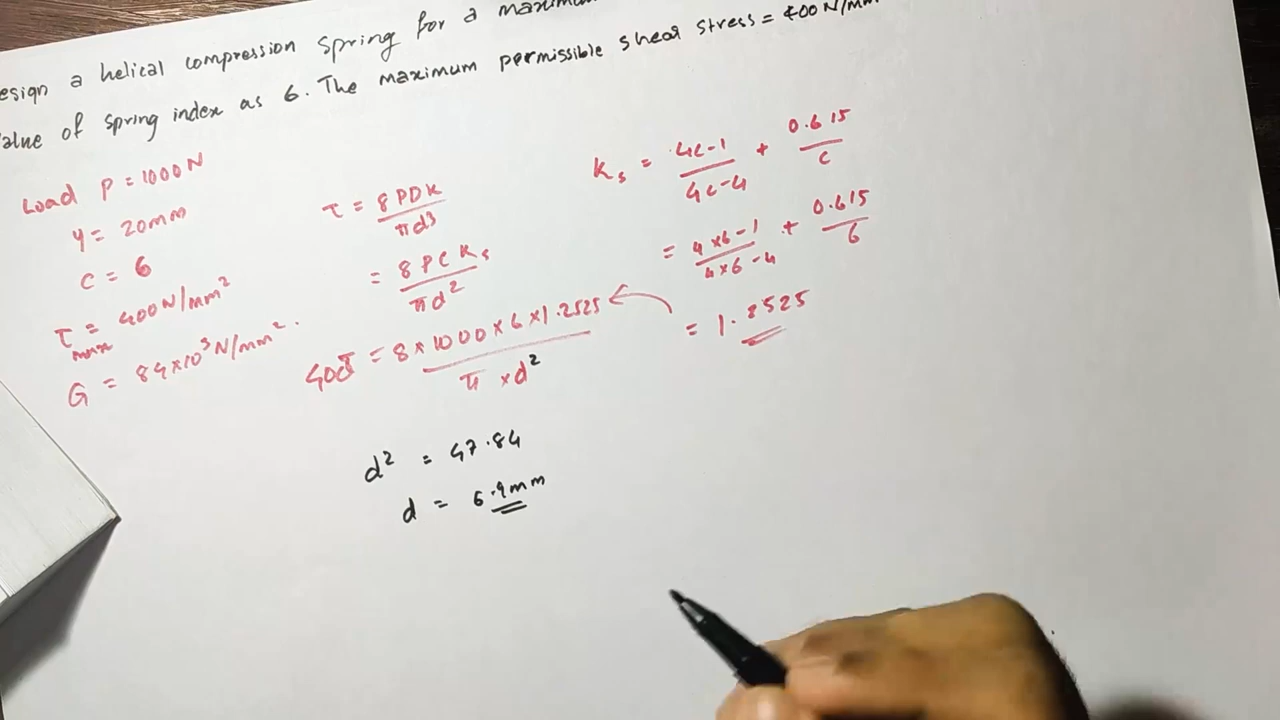 esign a helical compression spring for a maximum
alue of spring index as 6. The maximum permissible shear stress = 400 N/mm
Load P = 1000 N
y = 20mm
c = 6
τmax = 400 N/mm²
G = 84×10³ N/mm².
τ = 8PDK / πd³
= 8PCKs / πd²
400 = 8×1000×6×1.2525 / π×d²
d² = 47.84
d = 6.9mm
Ks = 4c-1 / 4c-4 + 0.615 / c
= 4×6-1 / 4×6-4 + 0.615 / 6
= 1.2525